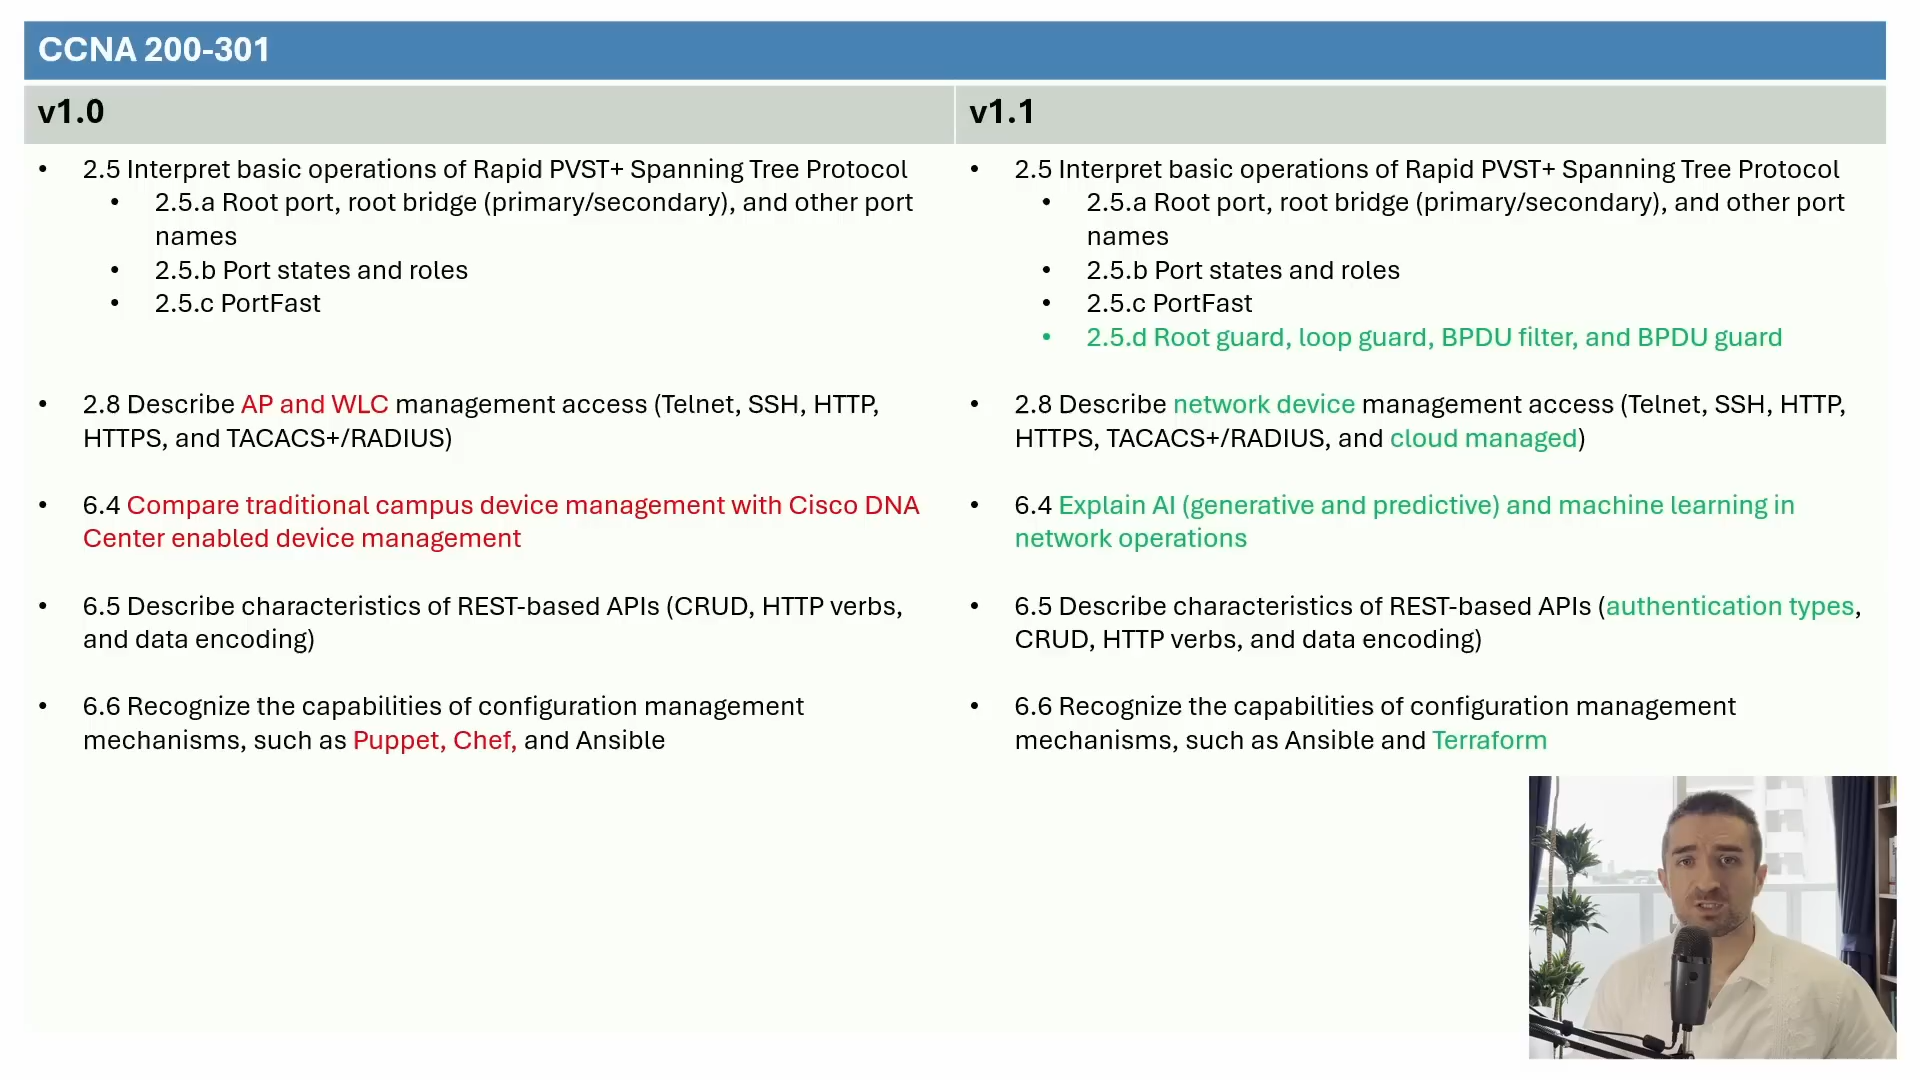 CCNA 200-301
v1.0
• 2.5 Interpret basic operations of Rapid PVST+ Spanning Tree Protocol
• 2.5.a Root port, root bridge (primary/secondary), and other port
names
• 2.5.b Port states and roles
• 2.5.c PortFast
• 2.8 Describe AP and WLC management access (Telnet, SSH, HTTP,
HTTPS, and TACACS+/RADIUS)
• 6.4 Compare traditional campus device management with Cisco DNA
Center enabled device management
• 6.5 Describe characteristics of REST-based APIs (CRUD, HTTP verbs,
and data encoding)
• 6.6 Recognize the capabilities of configuration management
mechanisms, such as Puppet, Chef, and Ansible
v1.1
• 2.5 Interpret basic operations of Rapid PVST+ Spanning Tree Protocol
• 2.5.a Root port, root bridge (primary/secondary), and other port
names
• 2.5.b Port states and roles
• 2.5.c PortFast
• 2.5.d Root guard, loop guard, BPDU filter, and BPDU guard
• 2.8 Describe network device management access (Telnet, SSH, HTTP,
HTTPS, TACACS+/RADIUS, and cloud managed)
• 6.4 Explain AI (generative and predictive) and machine learning in
network operations
• 6.5 Describe characteristics of REST-based APIs (authentication types,
CRUD, HTTP verbs, and data encoding)
• 6.6 Recognize the capabilities of configuration management
mechanisms, such as Ansible and Terraform